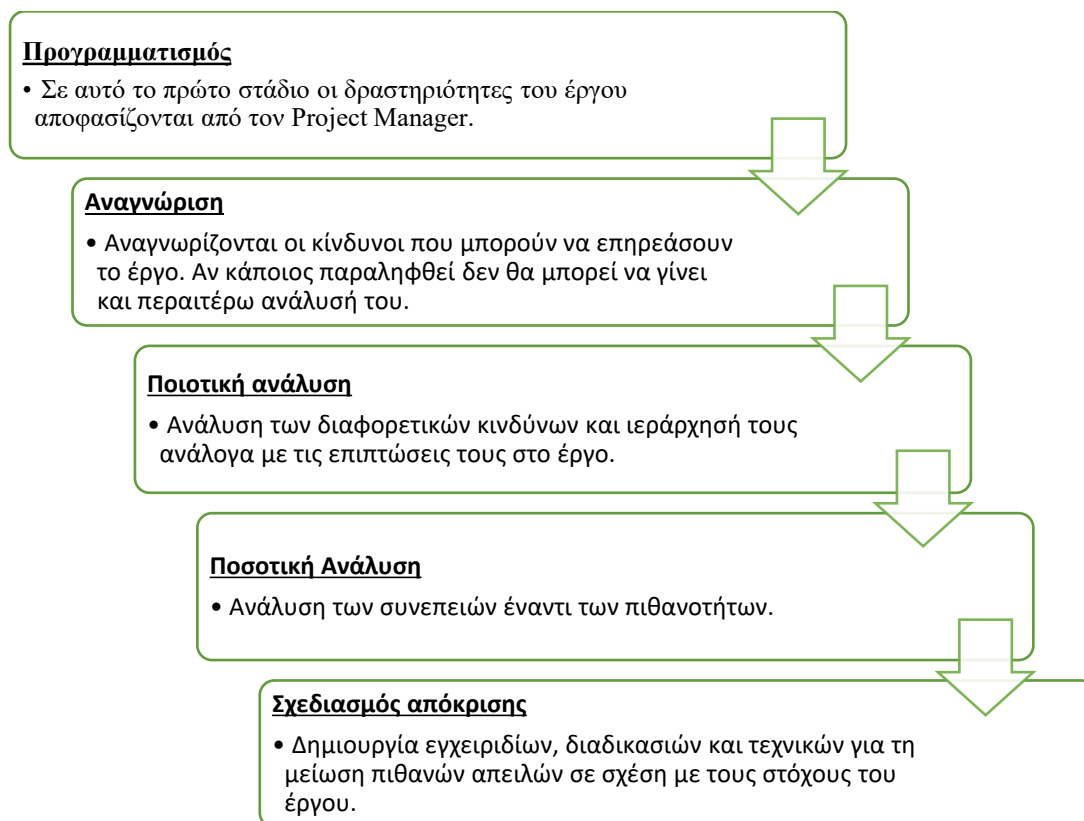 Προγραμματισμός
• Σε αυτό το πρώτο στάδιο οι δραστηριότητες του έργου
αποφασίζονται από τον Project Manager.
Αναγνώριση
• Αναγνωρίζονται οι κίνδυνοι που μπορούν να επηρεάσουν
το έργο. Αν κάποιος παραληφθεί δεν θα μπορεί να γίνει
και περαιτέρω ανάλυσή του.
Ποιοτική ανάλυση
• Ανάλυση των διαφορετικών κινδύνων και ιεράρχησή τους
ανάλογα με τις επιπτώσεις τους στο έργο.
Ποσοτική Ανάλυση
• Ανάλυση των συνεπειών έναντι των πιθανοτήτων.
Σχεδιασμός απόκρισης
• Δημιουργία εγχειριδίων, διαδικασιών και τεχνικών για τη
μείωση πιθανών απειλών σε σχέση με τους στόχους του
έργου.